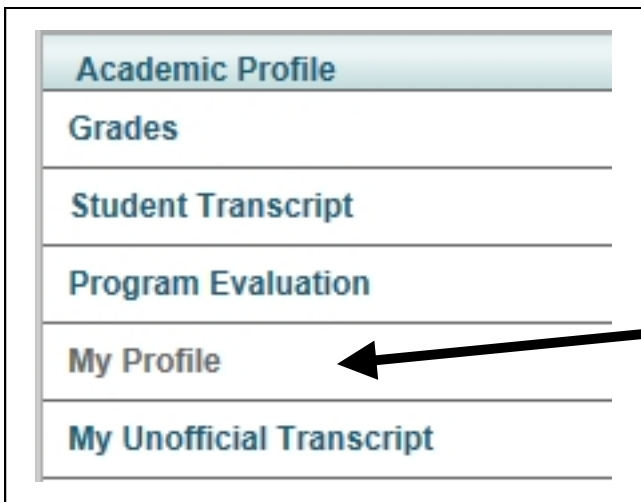 Academic Profile
Grades
Student Transcript
Program Evaluation
My Profile
My Unofficial Transcript